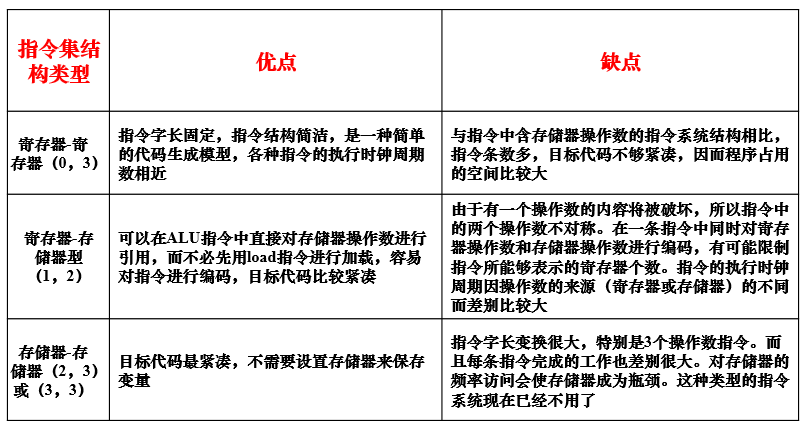 指令集结
构类型
优点
缺点
寄存器-寄
存器（0，3）
指令字长固定，指令结构简洁，是一种简单
的代码生成模型，各种指令的执行时钟周期
数相近
与指令中含存储器操作数的指令系统结构相比，
指令条数多，目标代码不够紧凑，因而程序占用
的空间比较大
寄存器-存
储器型
（1，2）
可以在ALU指令中直接对存储器操作数进行
引用，而不必先用load指令进行加载，容易
对指令进行编码，目标代码比较紧凑
由于有一个操作数的内容将被破坏，所以指令中
的两个操作数不对称。在一条指令中同时对寄存
器操作数和存储器操作数进行编码，有可能限制
指令所能够表示的寄存器个数。指令的执行时钟
周期因操作数的来源（寄存器或存储器）的不同
而差别比较大
存储器-存
储器（2，3）
或（3，3）
目标代码最紧凑，不需要设置存储器来保存
变量
指令字长变换很大，特别是3个操作数指令。而
且每条指令完成的工作也差别很大。对存储器的
频率访问会使存储器成为瓶颈。这种类型的指令
系统现在已经不用了